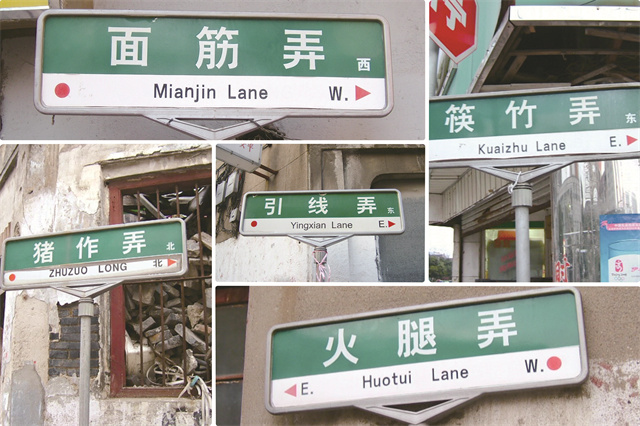 面筋弄 西
Mianjin Lane W.
筷竹弄 东
Kuaizhu Lane E.
猪作弄 北
ZHUZUO LONG 北
引线弄 东
Yingxian Lane E.
火腿弄
E. Huotui Lane W.